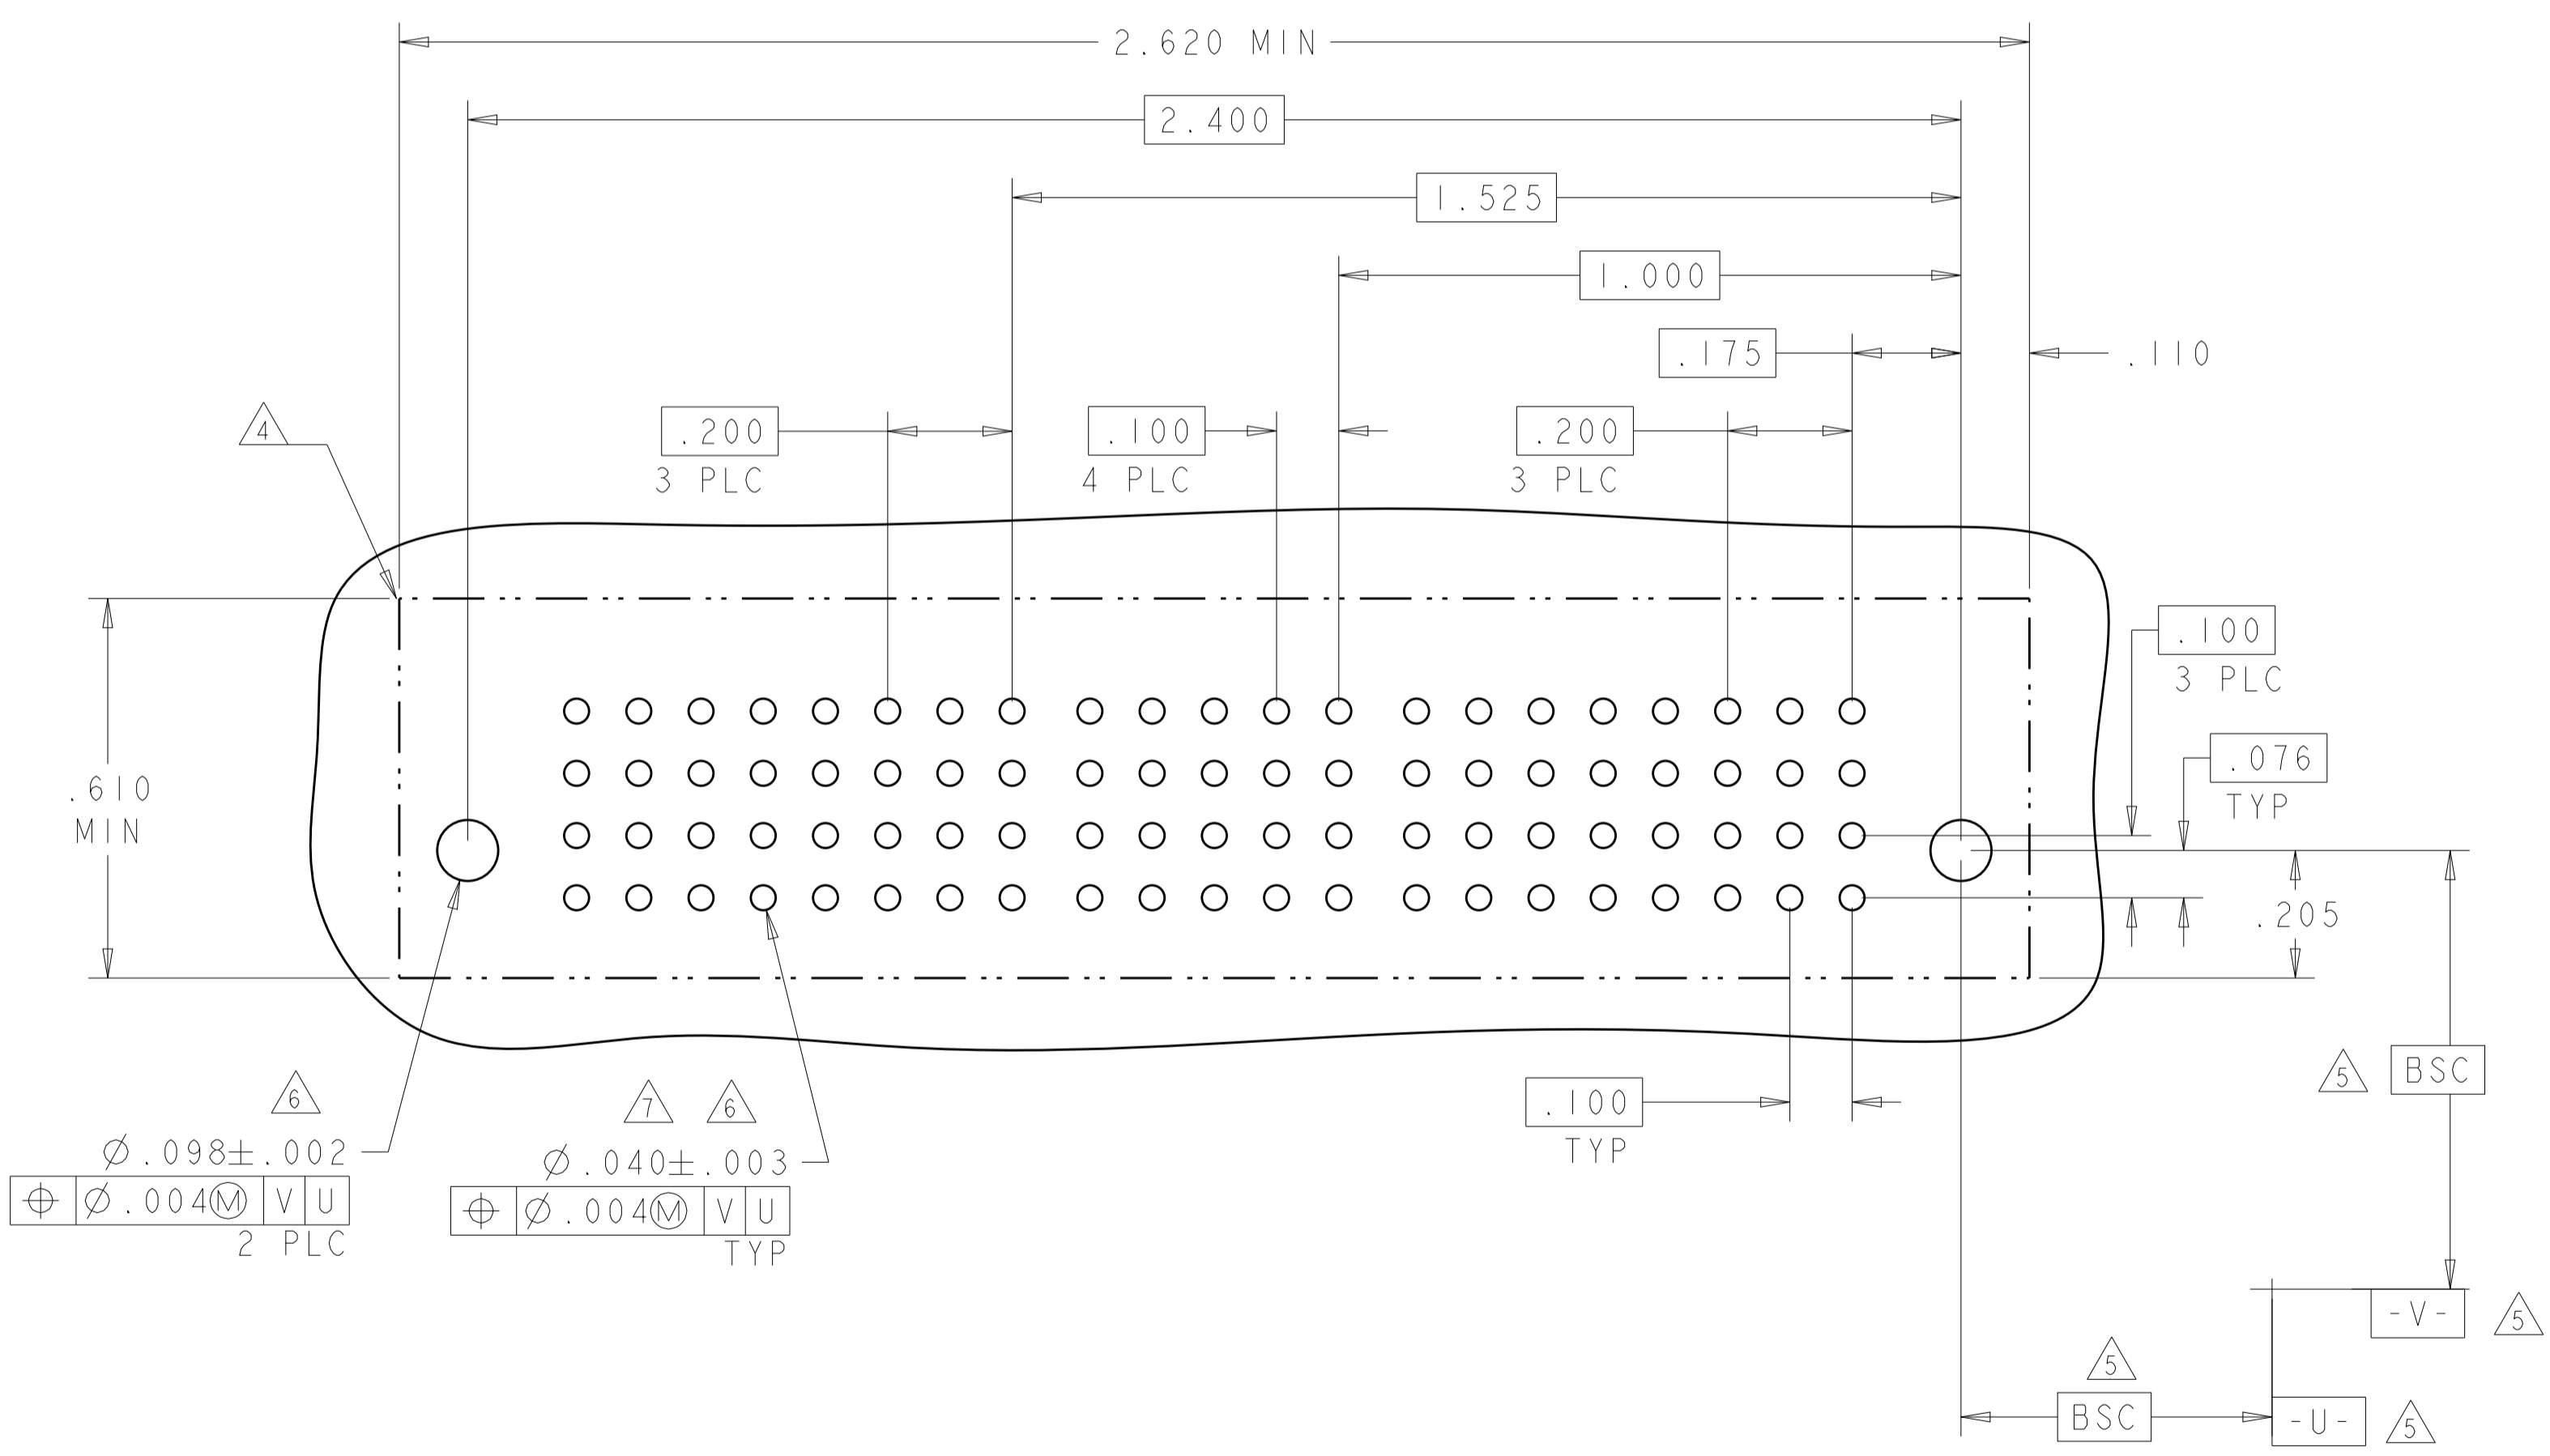 2.620 MIN
2.400
1.525
1.000
.175
.110
4
.200
3 PLC
.100
4 PLC
.200
3 PLC
.100
3 PLC
.076
TYP
.610
MIN
.205
6
7 6
5 BSC
.100
TYP
Ø.098±.002
⌖ Ø.004Ⓜ V U
2 PLC
Ø.040±.003
⌖ Ø.004Ⓜ V U
TYP
-V- 5
5
BSC
-U- 5